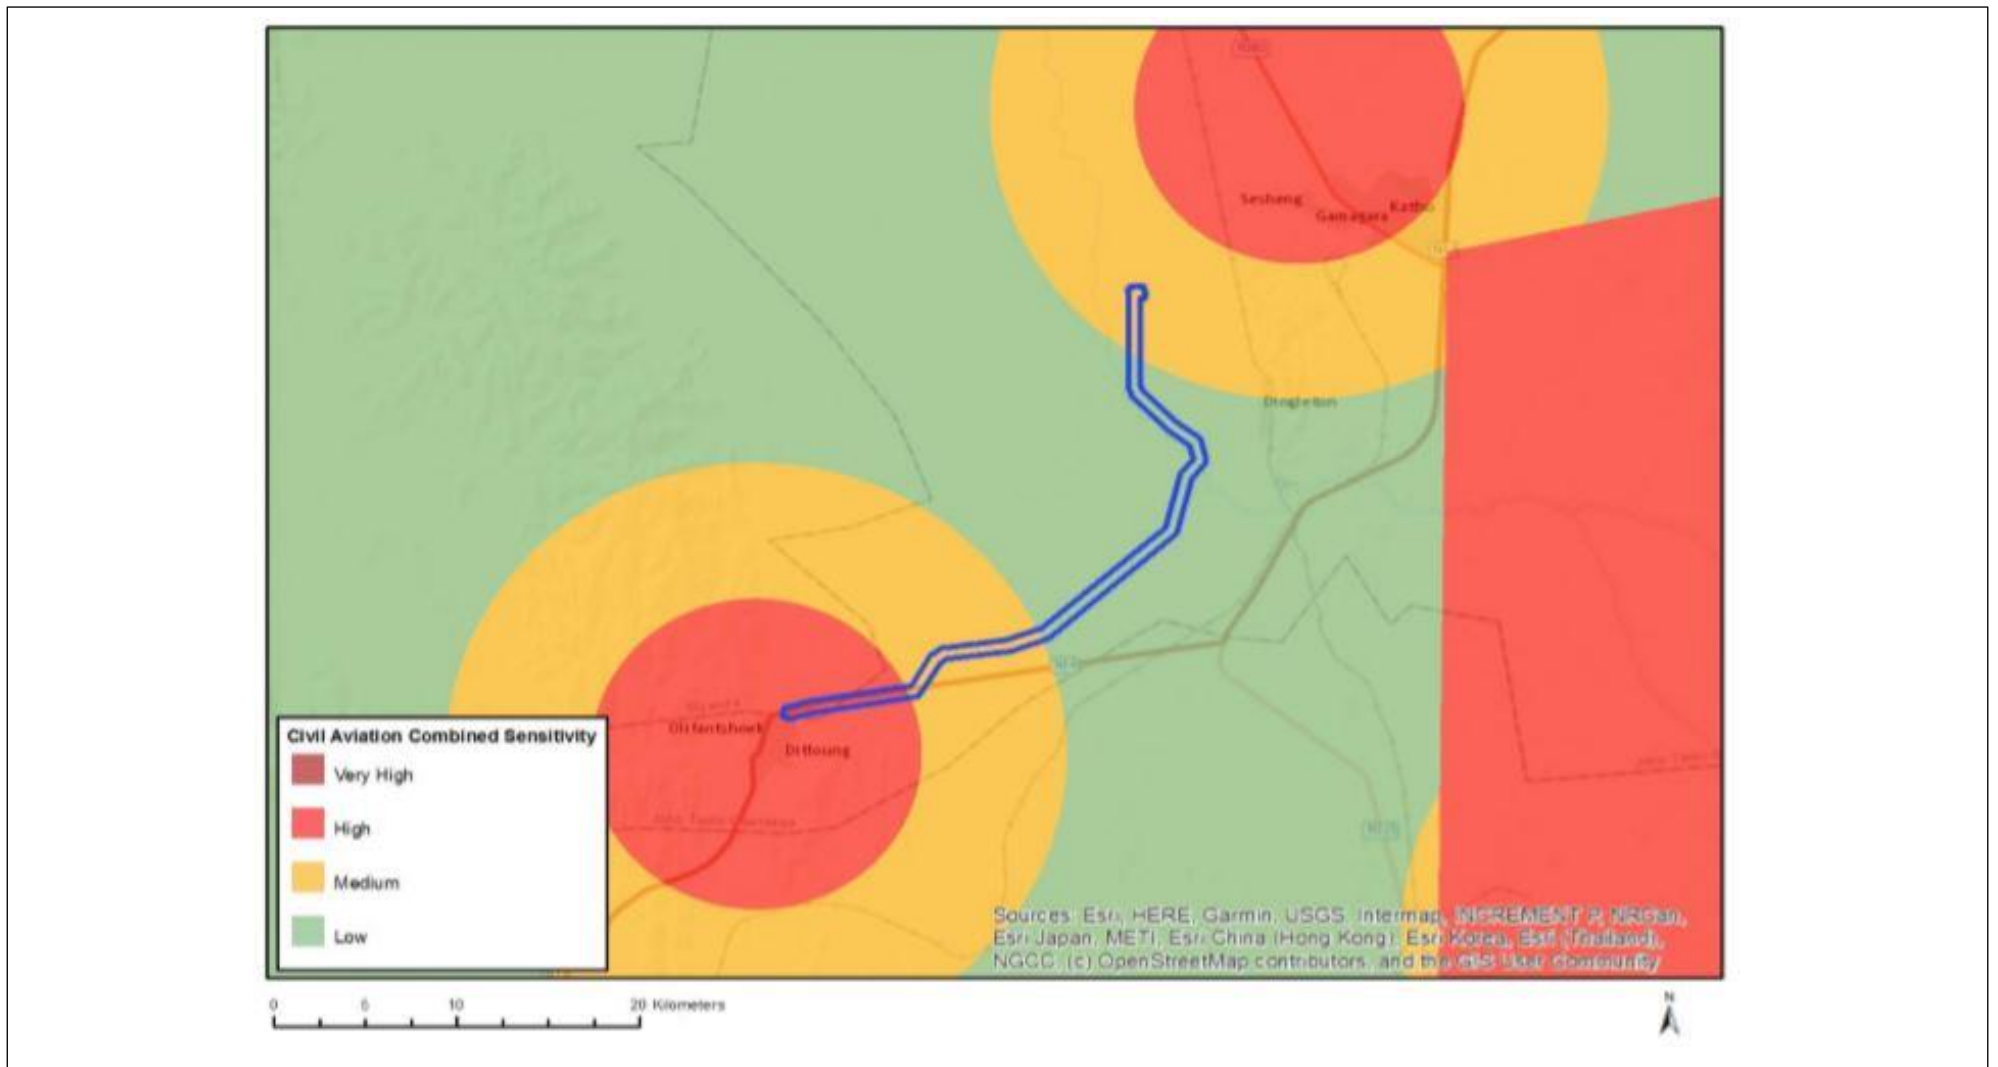 Sesheng
Gamagara
Kathu
Dingleton
Olifantshoek
Ditloung
Civil Aviation Combined Sensitivity
Very High
High
Medium
Low
Sources: Esri, HERE, Garmin, USGS, Intermap, INCREMENT P, NRCan,
Esri Japan, METI, Esri China (Hong Kong), Esri Korea, Esri (Thailand),
NGCC, (c) OpenStreetMap contributors, and the GIS User Community
0 5 10 20 Kilometers
N